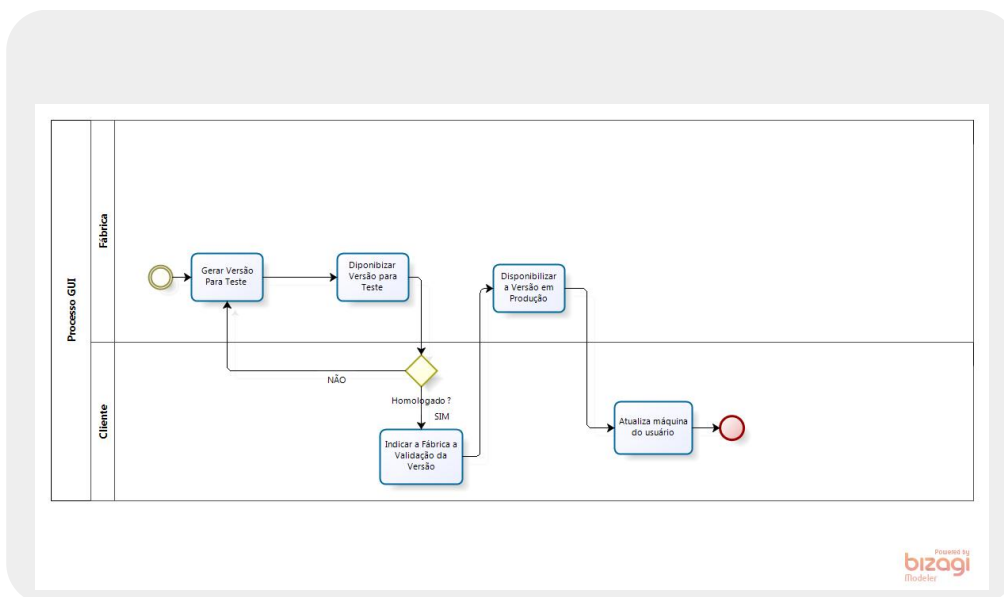 Processo GUI
Fábrica
Gerar Versão
Para Teste
Diponibizar
Versão para
Teste
Disponibilizar
a Versão em
Produção
Cliente
NÃO
Homologado ?
SIM
Indicar a Fábrica a
Validação da
Versão
Atualiza máquina
do usuário
Powered by
bizagi
Modeler